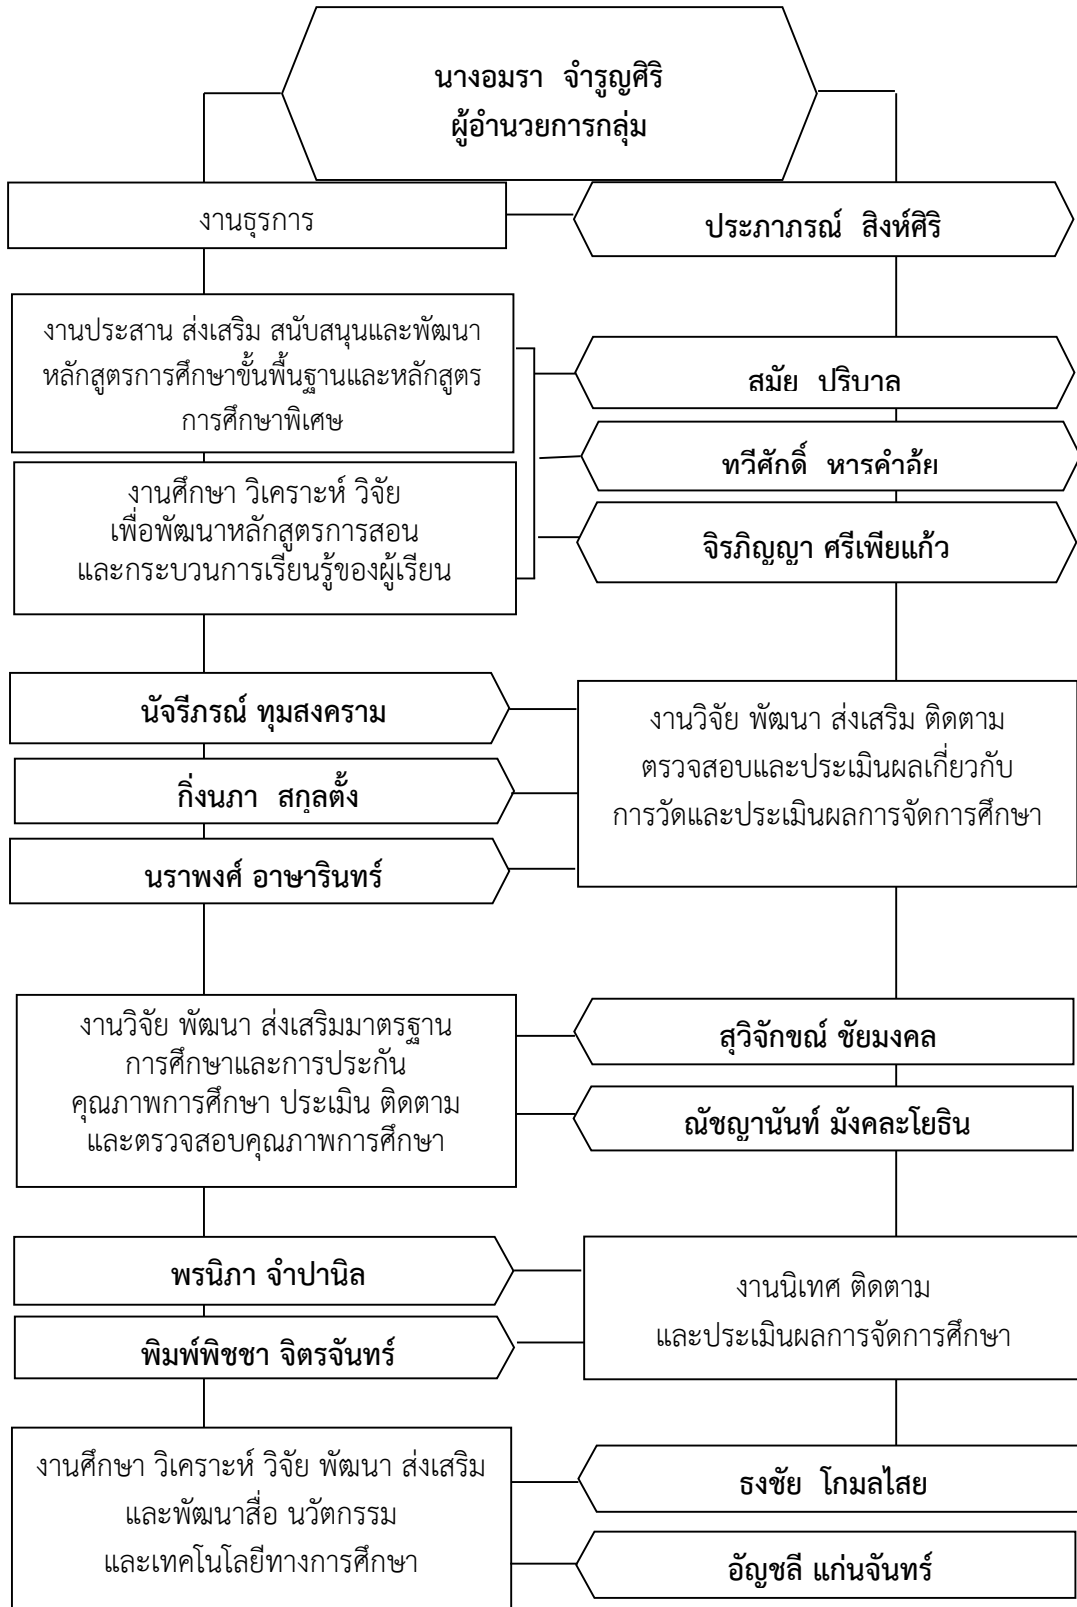 นางอมรา จำรูญศิริ
ผู้อำนวยการกลุ่ม
งานธุรการ
ประภาภรณ์ สิงห์ศิริ
งานประสาน ส่งเสริม สนับสนุนและพัฒนา
หลักสูตรการศึกษาขั้นพื้นฐานและหลักสูตร
การศึกษาพิเศษ
สมัย ปริบาล
ทวีศักดิ์ หารคำอ้ย
งานศึกษา วิเคราะห์ วิจัย
เพื่อพัฒนาหลักสูตรการสอน
และกระบวนการเรียนรู้ของผู้เรียน
จิรภิญญา ศรีเพียแก้ว
นัจรีภรณ์ ทุมสงคราม
กิ่งนภา สกุลตั้ง
นราพงศ์ อาษารินทร์
งานวิจัย พัฒนา ส่งเสริม ติดตาม
ตรวจสอบและประเมินผลเกี่ยวกับ
การวัดและประเมินผลการจัดการศึกษา
งานวิจัย พัฒนา ส่งเสริมมาตรฐาน
การศึกษาและการประกัน
คุณภาพการศึกษา ประเมิน ติดตาม
และตรวจสอบคุณภาพการศึกษา
สุวิจักขณ์ ชัยมงคล
ณัชญานันท์ มังคละโยธิน
พรนิภา จำปานิล
พิมพ์พิชชา จิตรจันทร์
งานนิเทศ ติดตาม
และประเมินผลการจัดการศึกษา
งานศึกษา วิเคราะห์ วิจัย พัฒนา ส่งเสริม
และพัฒนาสื่อ นวัตกรรม
และเทคโนโลยีทางการศึกษา
ธงชัย โกมลไสย
อัญชลี แก่นจันทร์